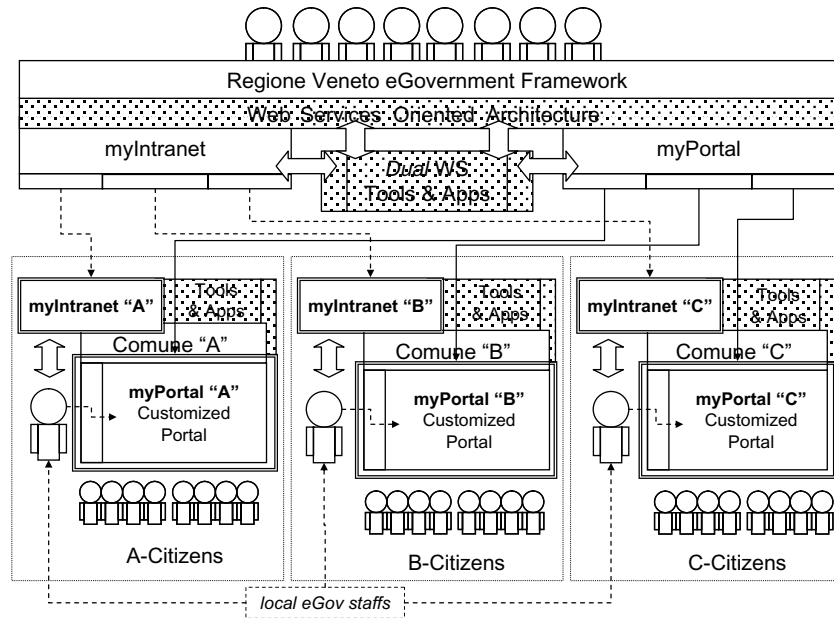 Regione Veneto eGovernment Framework
Web Services Oriented Architecture
myIntranet
myPortal
Dual WS
Tools & Apps
myIntranet “A”
Tools
& Apps
Comune “A”
myPortal “A”
Customized
Portal
A-Citizens
myIntranet “B”
Tools
& Apps
Comune “B”
myPortal “B”
Customized
Portal
B-Citizens
myIntranet “C”
Tools
& Apps
Comune “C”
myPortal “C”
Customized
Portal
C-Citizens
local eGov staffs